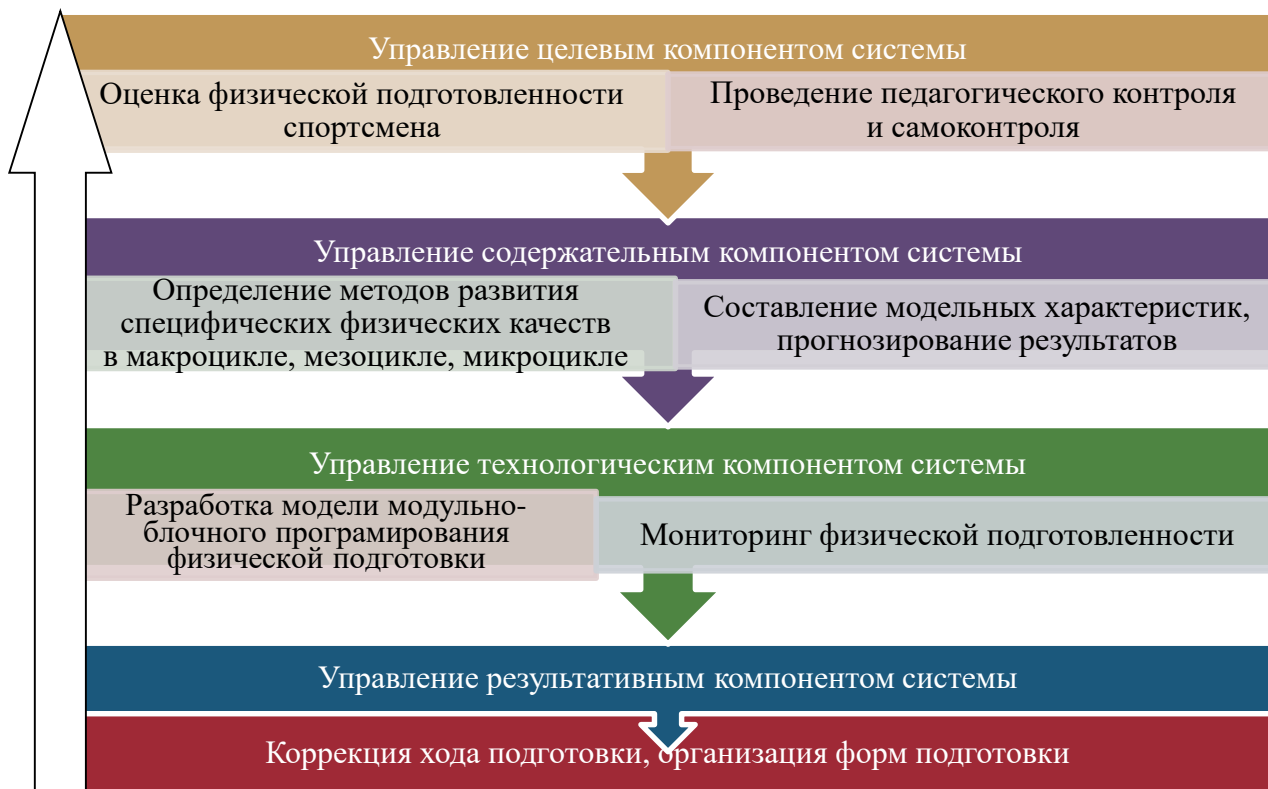 Управление целевым компонентом системы
Оценка физической подготовленности
спортсмена
Проведение педагогического контроля
и самоконтроля
Управление содержательным компонентом системы
Определение методов развития
специфических физических качеств
в макроцикле, мезоцикле, микроцикле
Составление модельных характеристик,
прогнозирование результатов
Управление технологическим компонентом системы
Разработка модели модульно-
блочного програмирования
физической подготовки
Мониторинг физической подготовленности
Управление результативным компонентом системы
Коррекция хода подготовки, организация форм подготовки